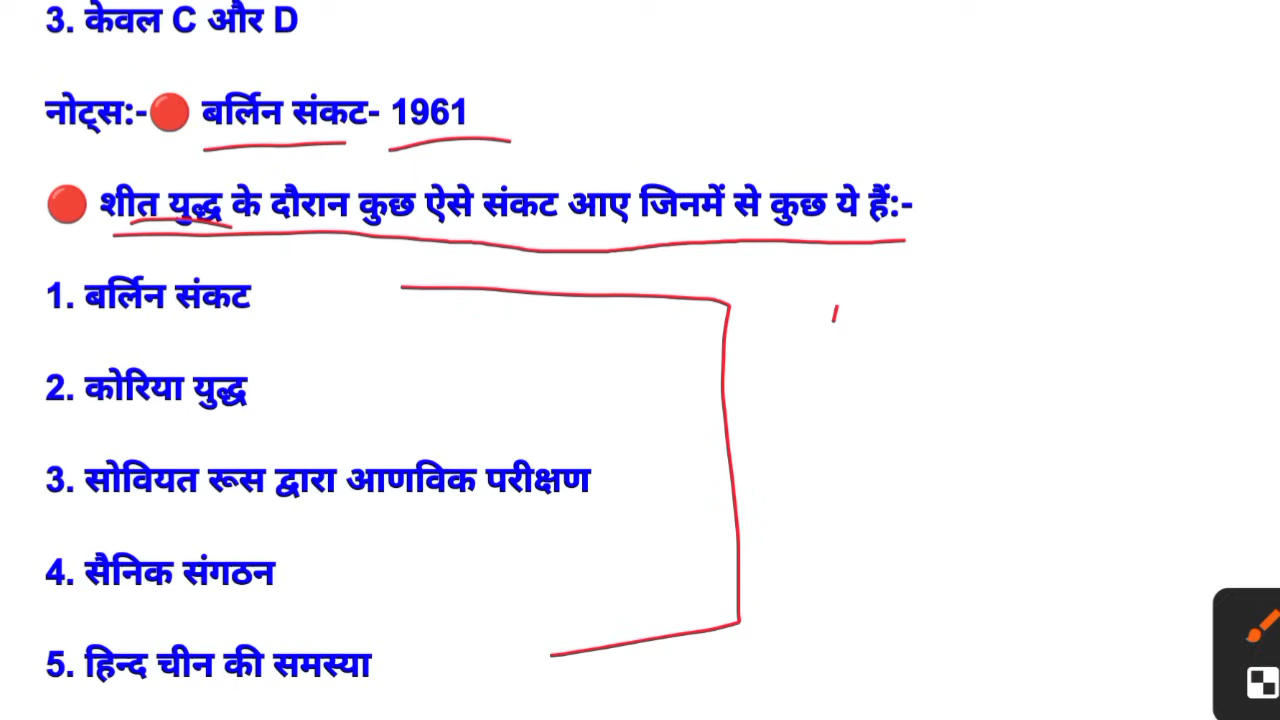 3. केवल C और D
नोट्स:-🔴 बर्लिन संकट- 1961
🔴 शीत युद्ध के दौरान कुछ ऐसे संकट आए जिनमें से कुछ ये हैं:-
1. बर्लिन संकट
2. कोरिया युद्ध
3. सोवियत रूस द्वारा आणविक परीक्षण
4. सैनिक संगठन
5. हिन्द चीन की समस्या